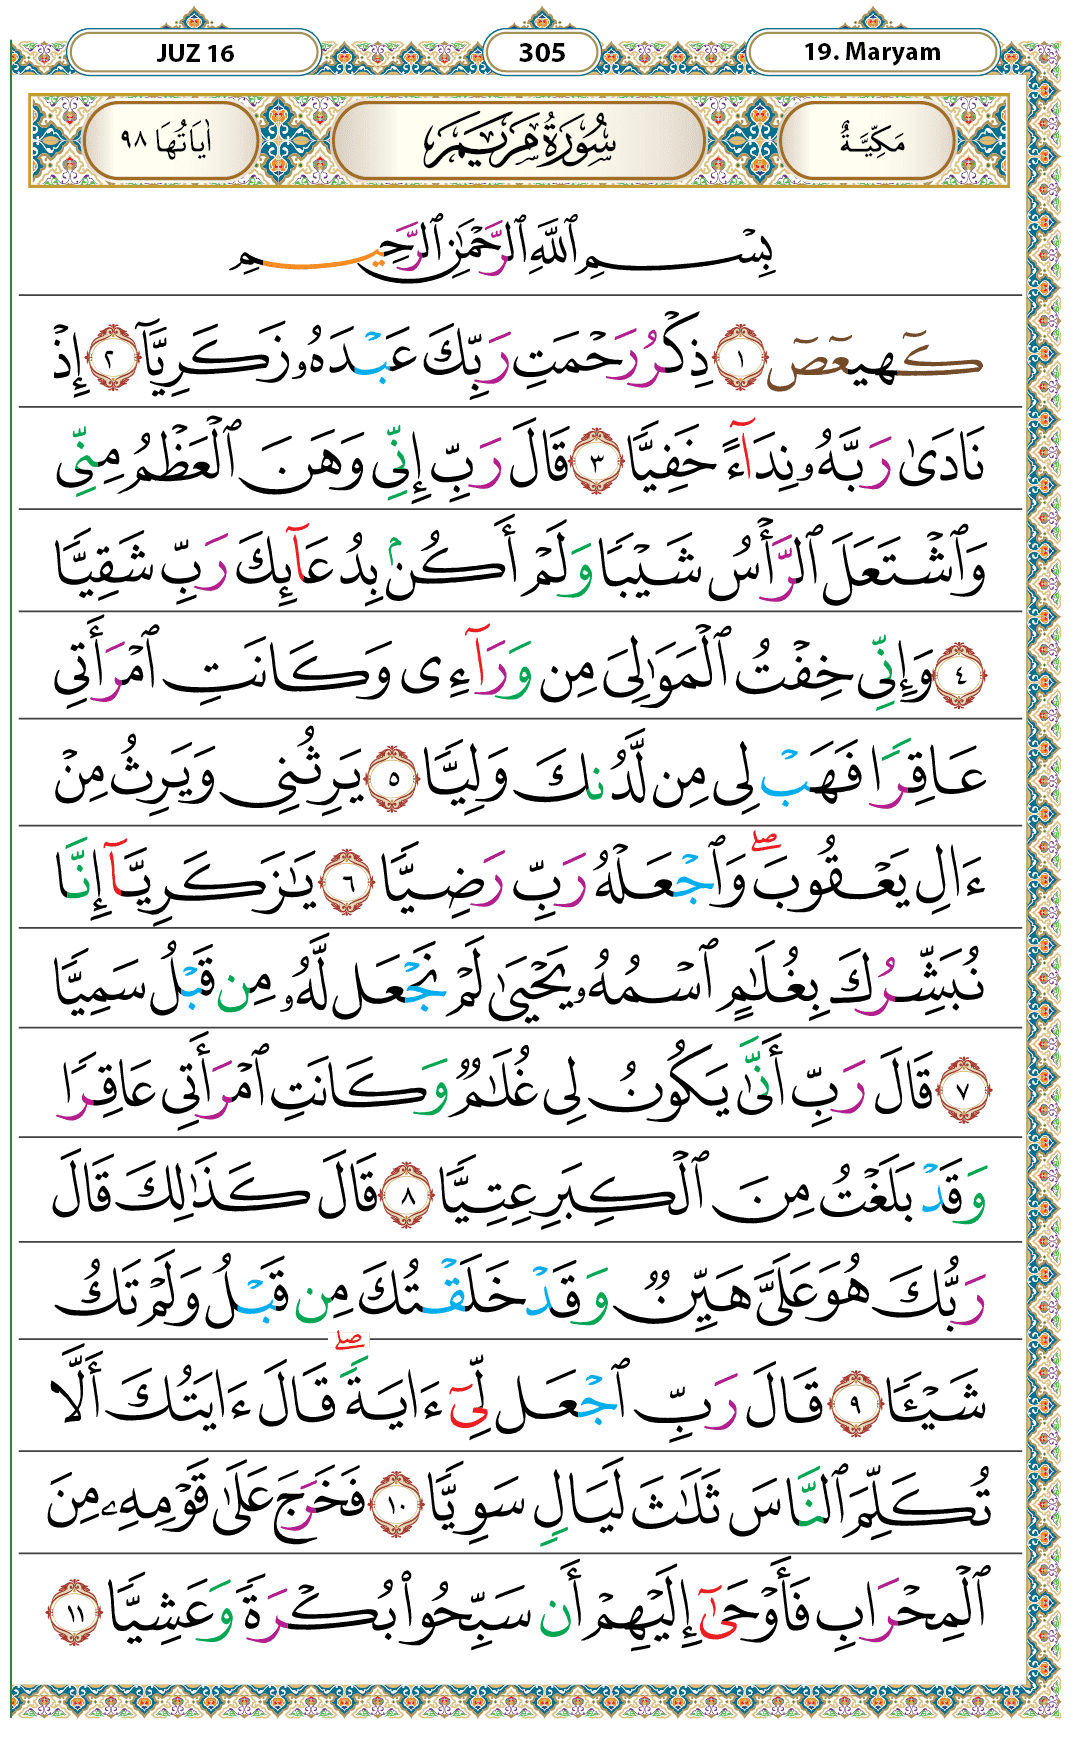 JUZ 16
305
19. Maryam
مَكِّيَّةٌ
سُورَةُ مَرْيَمَ
اٰيَاتُهَا ٩٨
بِسْمِ ٱللَّهِ ٱلرَّحْمَٰنِ ٱلرَّحِيمِ
كٓهيعٓصٓ ١ ذِكْرُ رَحْمَتِ رَبِّكَ عَبْدَهُۥ زَكَرِيَّآ ٢ إِذْ
نَادَىٰ رَبَّهُۥ نِدَآءً خَفِيًّا ٣ قَالَ رَبِّ إِنِّى وَهَنَ ٱلْعَظْمُ مِنِّى
وَٱشْتَعَلَ ٱلرَّأْسُ شَيْبًا وَلَمْ أَكُنۢ بِدُعَآئِكَ رَبِّ شَقِيًّا
٤ وَإِنِّى خِفْتُ ٱلْمَوَٰلِىَ مِن وَرَآءِى وَكَانَتِ ٱمْرَأَتِى
عَاقِرًا فَهَبْ لِى مِن لَّدُنكَ وَلِيًّا ٥ يَرِثُنِى وَيَرِثُ مِنْ
ءَالِ يَعْقُوبَ ۖ وَٱجْعَلْهُ رَبِّ رَضِيًّا ٦ يَٰزَكَرِيَّآ إِنَّا
نُبَشِّرُكَ بِغُلَٰمٍ ٱسْمُهُۥ يَحْيَىٰ لَمْ نَجْعَل لَّهُۥ مِن قَبْلُ سَمِيًّا
٧ قَالَ رَبِّ أَنَّىٰ يَكُونُ لِى غُلَٰمٌ وَكَانَتِ ٱمْرَأَتِى عَاقِرًا
وَقَدْ بَلَغْتُ مِنَ ٱلْكِبَرِ عِتِيًّا ٨ قَالَ كَذَٰلِكَ قَالَ
رَبُّكَ هُوَ عَلَىَّ هَيِّنٌ وَقَدْ خَلَقْتُكَ مِن قَبْلُ وَلَمْ تَكُ
شَيْـًٔا ٩ قَالَ رَبِّ ٱجْعَل لِّىٓ ءَايَةً ۖ قَالَ ءَايَتُكَ أَلَّا
تُكَلِّمَ ٱلنَّاسَ ثَلَٰثَ لَيَالٍ سَوِيًّا ١٠ فَخَرَجَ عَلَىٰ قَوْمِهِۦ مِنَ
ٱلْمِحْرَابِ فَأَوْحَىٰٓ إِلَيْهِمْ أَن سَبِّحُوا۟ بُكْرَةً وَعَشِيًّا ١١